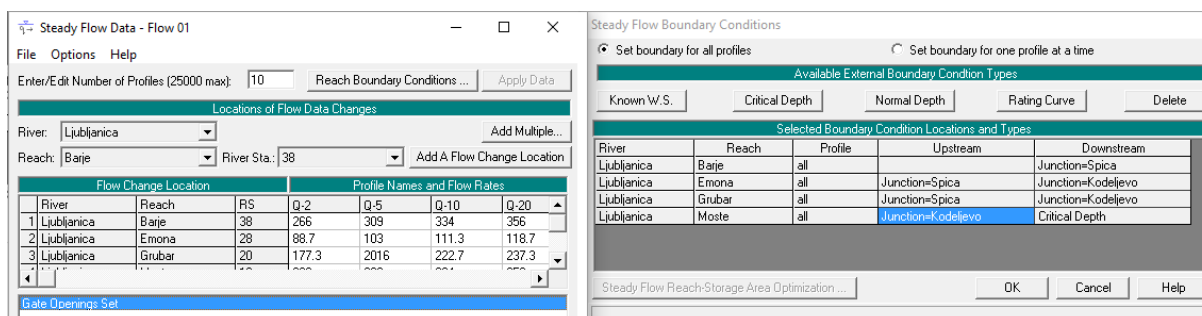 Steady Flow Data - Flow 01
File Options Help
Enter/Edit Number of Profiles (25000 max): 10 Reach Boundary Conditions ... Apply Data
Locations of Flow Data Changes
River: Ljubljanica Add Multiple...
Reach: Barje River Sta.: 38 Add A Flow Change Location
Flow Change Location Profile Names and Flow Rates
River Reach RS Q-2 Q-5 Q-10 Q-20
1 Ljubljanica Barje 38 266 309 334 356
2 Ljubljanica Emona 28 88.7 103 111.3 118.7
3 Ljubljanica Grubar 20 177.3 2016 222.7 237.3
Gate Openings Set
Steady Flow Boundary Conditions
Set boundary for all profiles Set boundary for one profile at a time
Available External Boundary Condtion Types
Known W.S. Critical Depth Normal Depth Rating Curve Delete
Selected Boundary Condition Locations and Types
River Reach Profile Upstream Downstream
Ljubljanica Barje all Junction=Spica
Ljubljanica Emona all Junction=Spica Junction=Kodeljevo
Ljubljanica Grubar all Junction=Spica Junction=Kodeljevo
Ljubljanica Moste all Junction=Kodeljevo Critical Depth
Steady Flow Reach-Storage Area Optimization ... OK Cancel Help